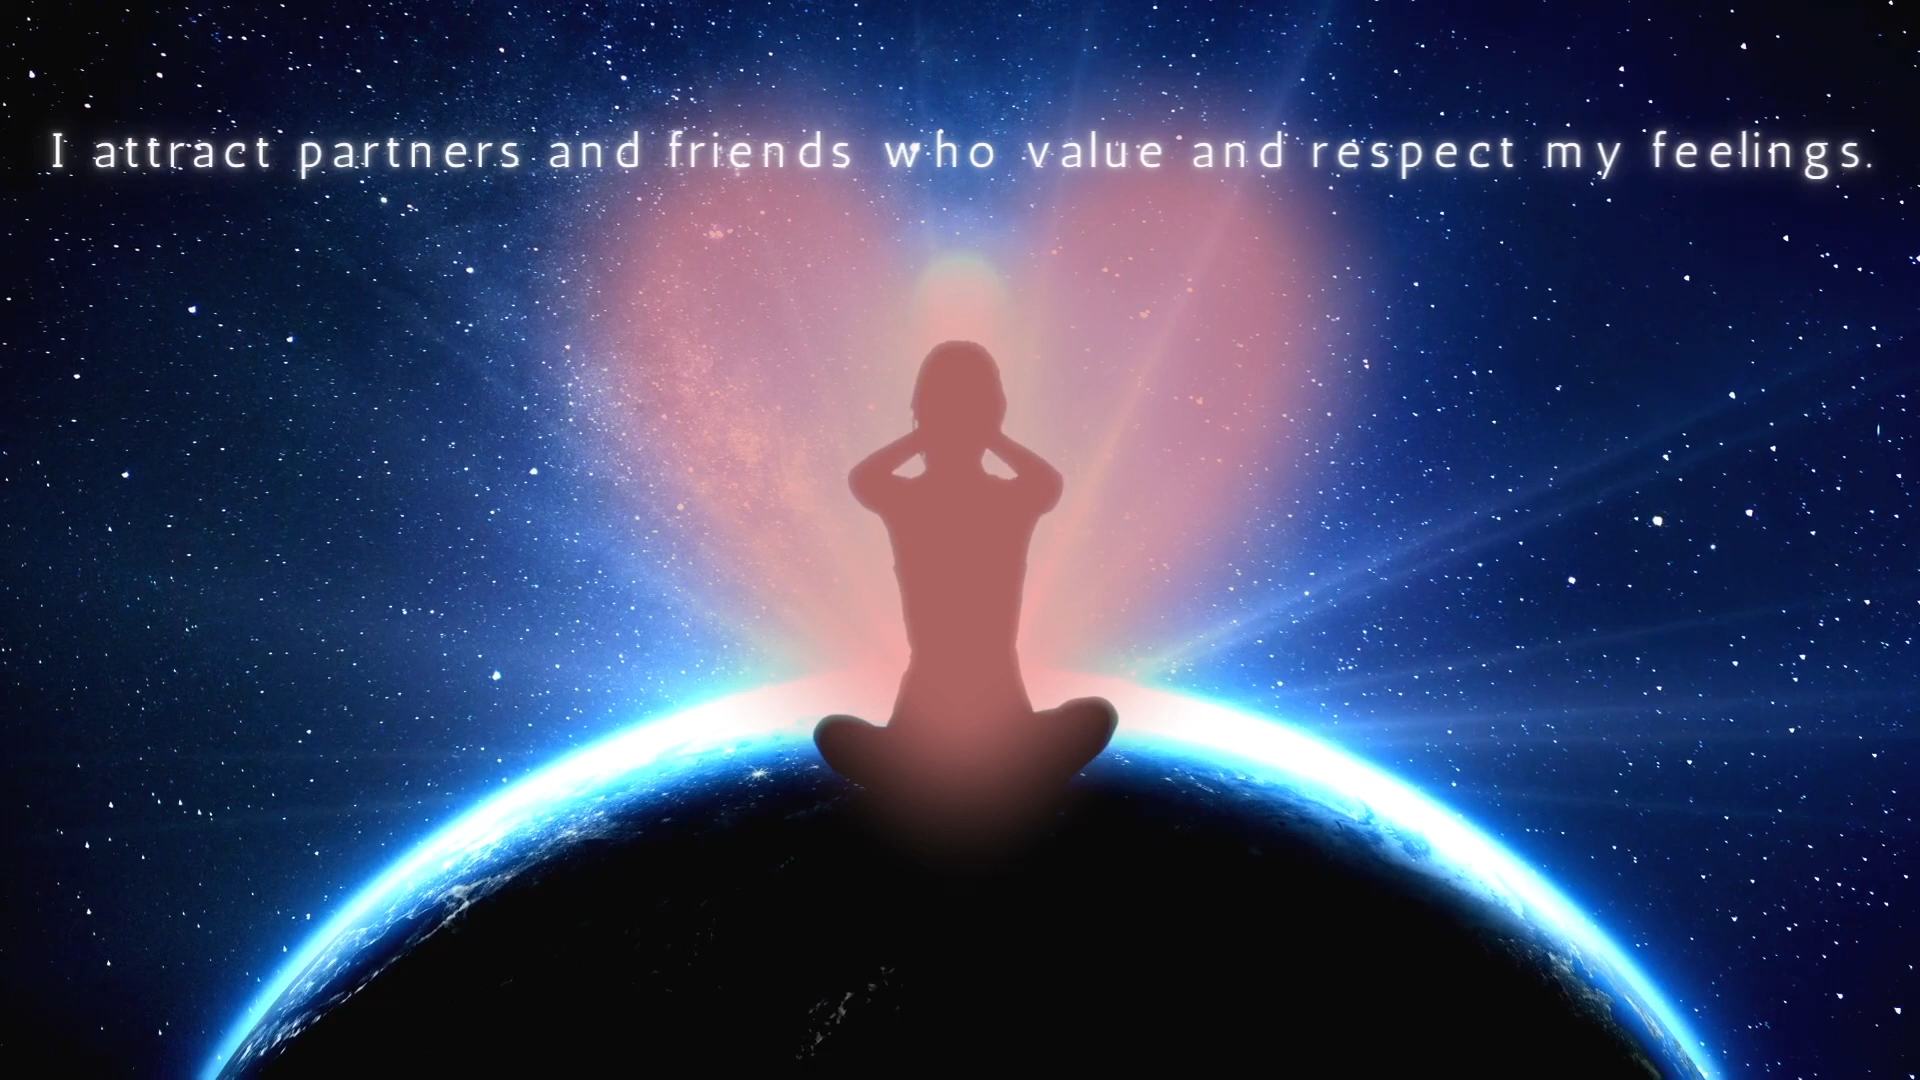 I attract partners and friends who value and respect my feelings.